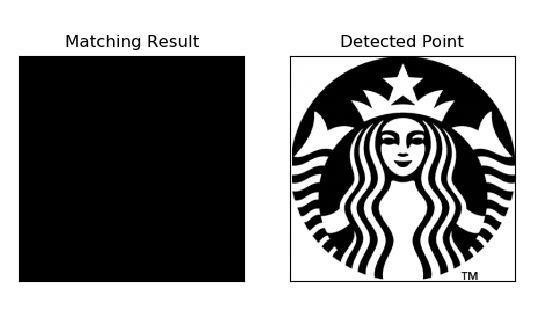 Matching Result
Detected Point
TM